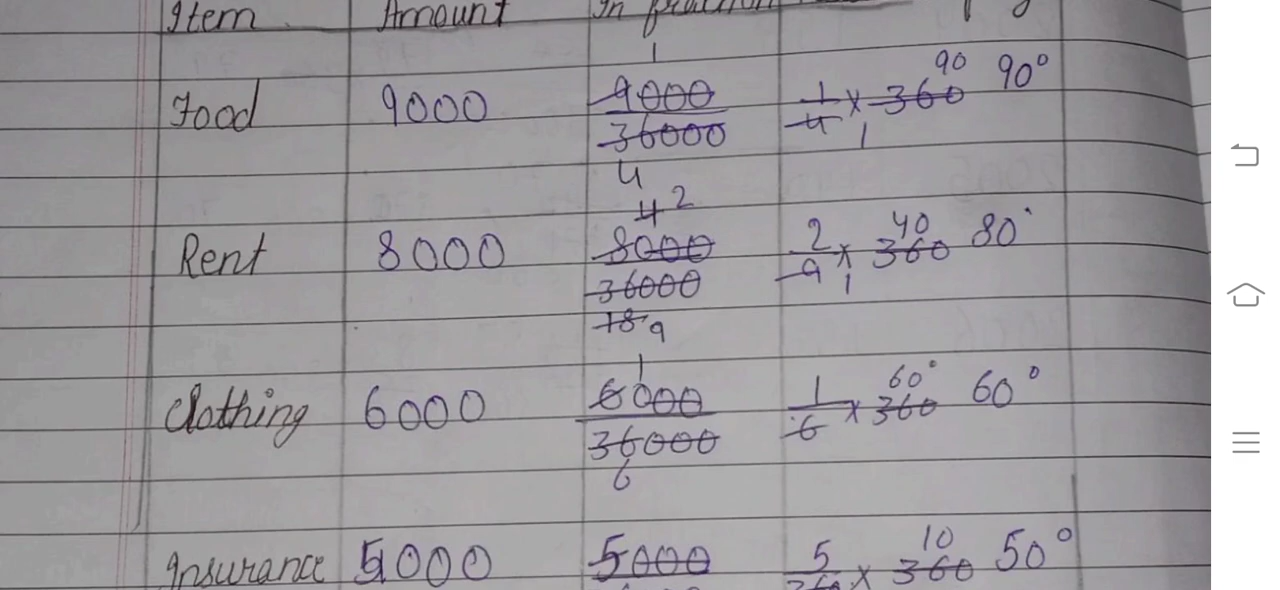 Item Amount In fraction
1
Food 9000 9000/36000 1/4 x 360 90 90°
4 1
4 2
Rent 8000 8000/36000 2/9 x 360 40 80°
18 9 1
1
Clothing 6000 6000/36000 1/6 x 360 60° 60°
6
Insurance 5000 5000 5 x 360 10 50°